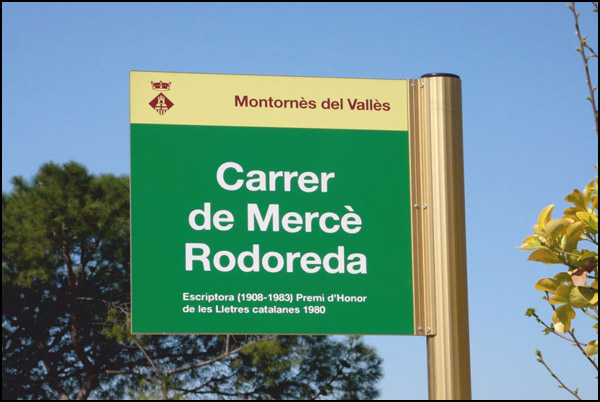 Montornès del Vallès
Carrer
de Mercè
Rodoreda
Escriptora (1908-1983) Premi d'Honor
de les Lletres catalanes 1980